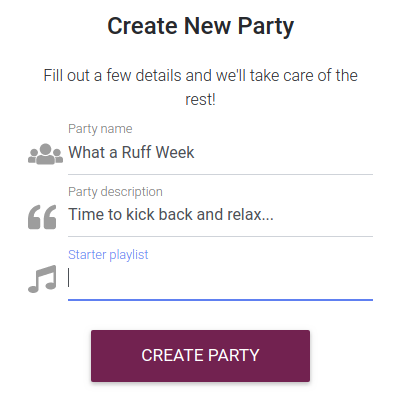 Create New Party
Fill out a few details and we'll take care of the
rest!
Party name
What a Ruff Week
Party description
Time to kick back and relax...
Starter playlist
CREATE PARTY